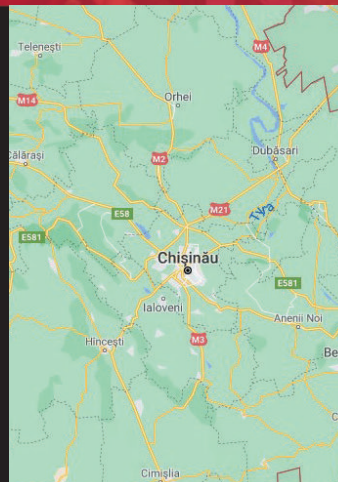 Telenești
M4
Orhei
M14
M2
Dubăsari
Călărași
M21
Тўra
E58
E581
Chișinău
E581
Ialoveni
Anenii Noi
M3
Hîncești
Be
C
Cimișlia